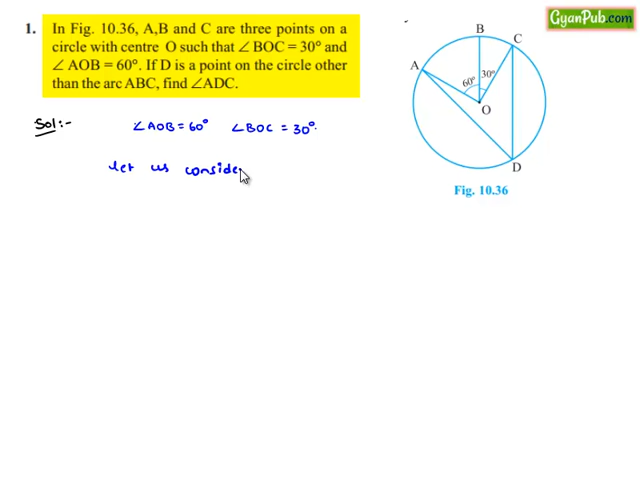 GyanPub.com
1. In Fig. 10.36, A,B and C are three points on a
circle with centre O such that ∠ BOC = 30° and
∠ AOB = 60°. If D is a point on the circle other
than the arc ABC, find ∠ADC.
Sol:-
∠AOB = 60° ∠BOC = 30°.
let us conside
B
C
A
60°
30°
O
D
Fig. 10.36